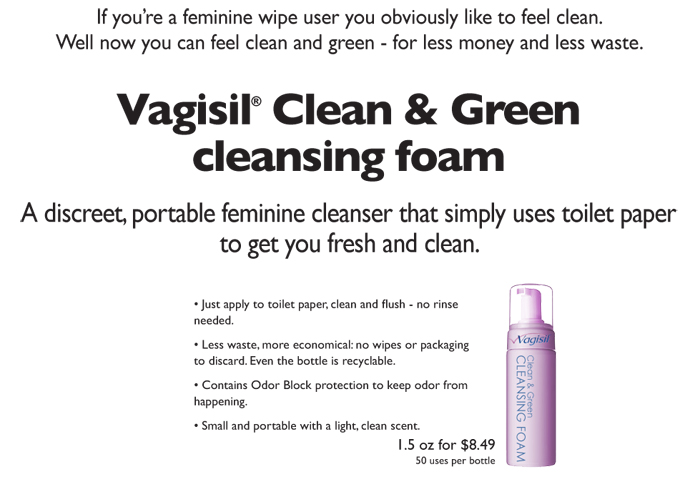 If you're a feminine wipe user you obviously like to feel clean.
Well now you can feel clean and green - for less money and less waste.
Vagisil® Clean & Green
cleansing foam
A discreet, portable feminine cleanser that simply uses toilet paper
to get you fresh and clean.
• Just apply to toilet paper, clean and flush - no rinse
needed.
• Less waste, more economical: no wipes or packaging
to discard. Even the bottle is recyclable.
• Contains Odor Block protection to keep odor from
happening.
• Small and portable with a light, clean scent.
1.5 oz for $8.49
50 uses per bottle
Vagisil
Clean & Green
CLEANSING FOAM